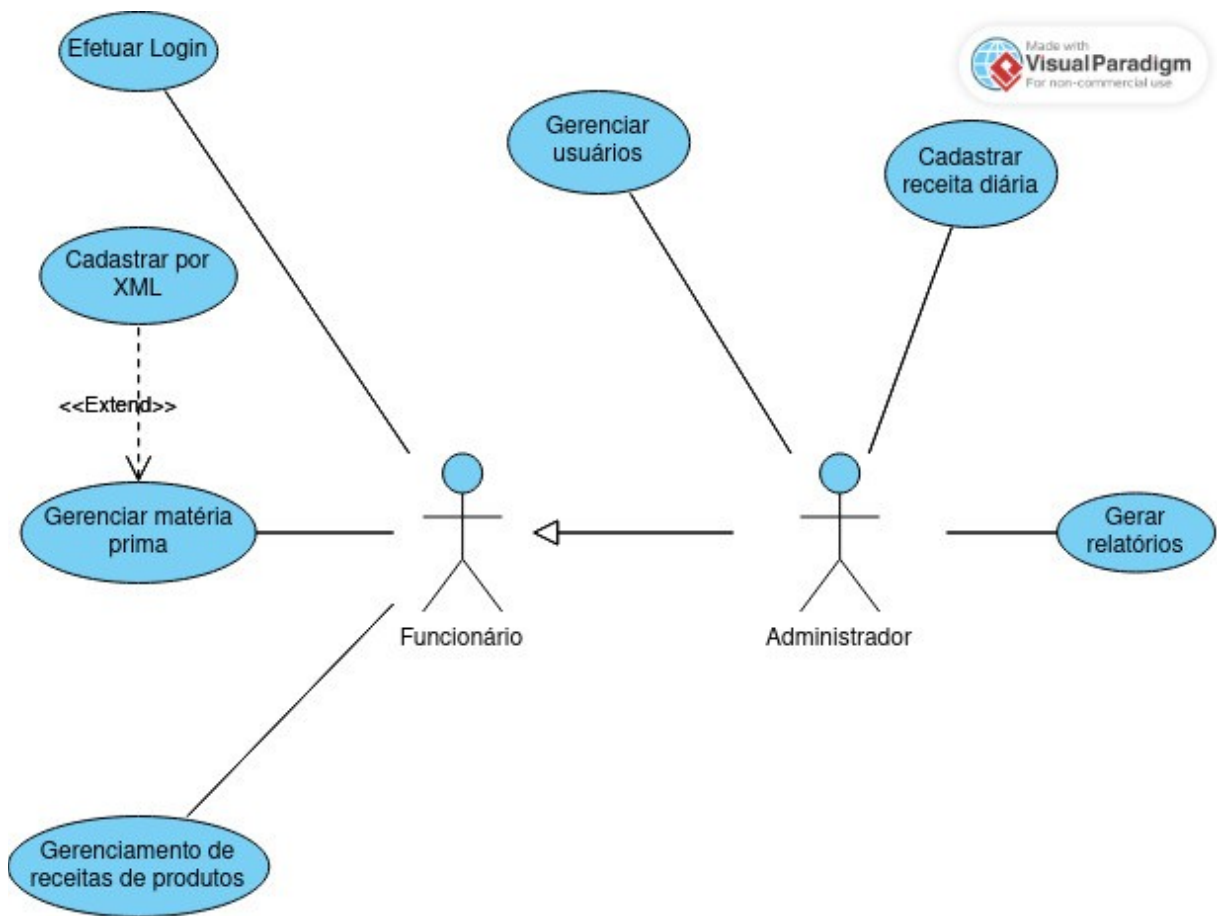 Efetuar Login
Made with
Visual Paradigm
For non-commercial use
Gerenciar
usuários
Cadastrar
receita diária
Cadastrar por
XML
<<Extend>>
Gerenciar matéria
prima
Gerar
relatórios
Funcionário
Administrador
Gerenciamento de
receitas de produtos